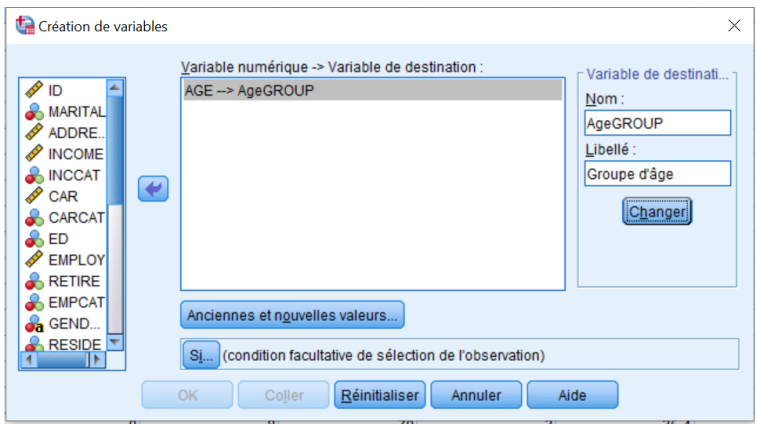 Création de variables
Variable numérique -> Variable de destination :
AGE --> AgeGROUP
ID
MARITAL
ADDRE...
INCOME
INCCAT
CAR
CARCAT
ED
EMPLOY
RETIRE
EMPCAT
GEND...
RESIDE
Variable de destinati...
Nom :
AgeGROUP
Libellé :
Groupe d'âge
Changer
Anciennes et nouvelles valeurs...
Si... (condition facultative de sélection de l'observation)
OK Coller Réinitialiser Annuler Aide